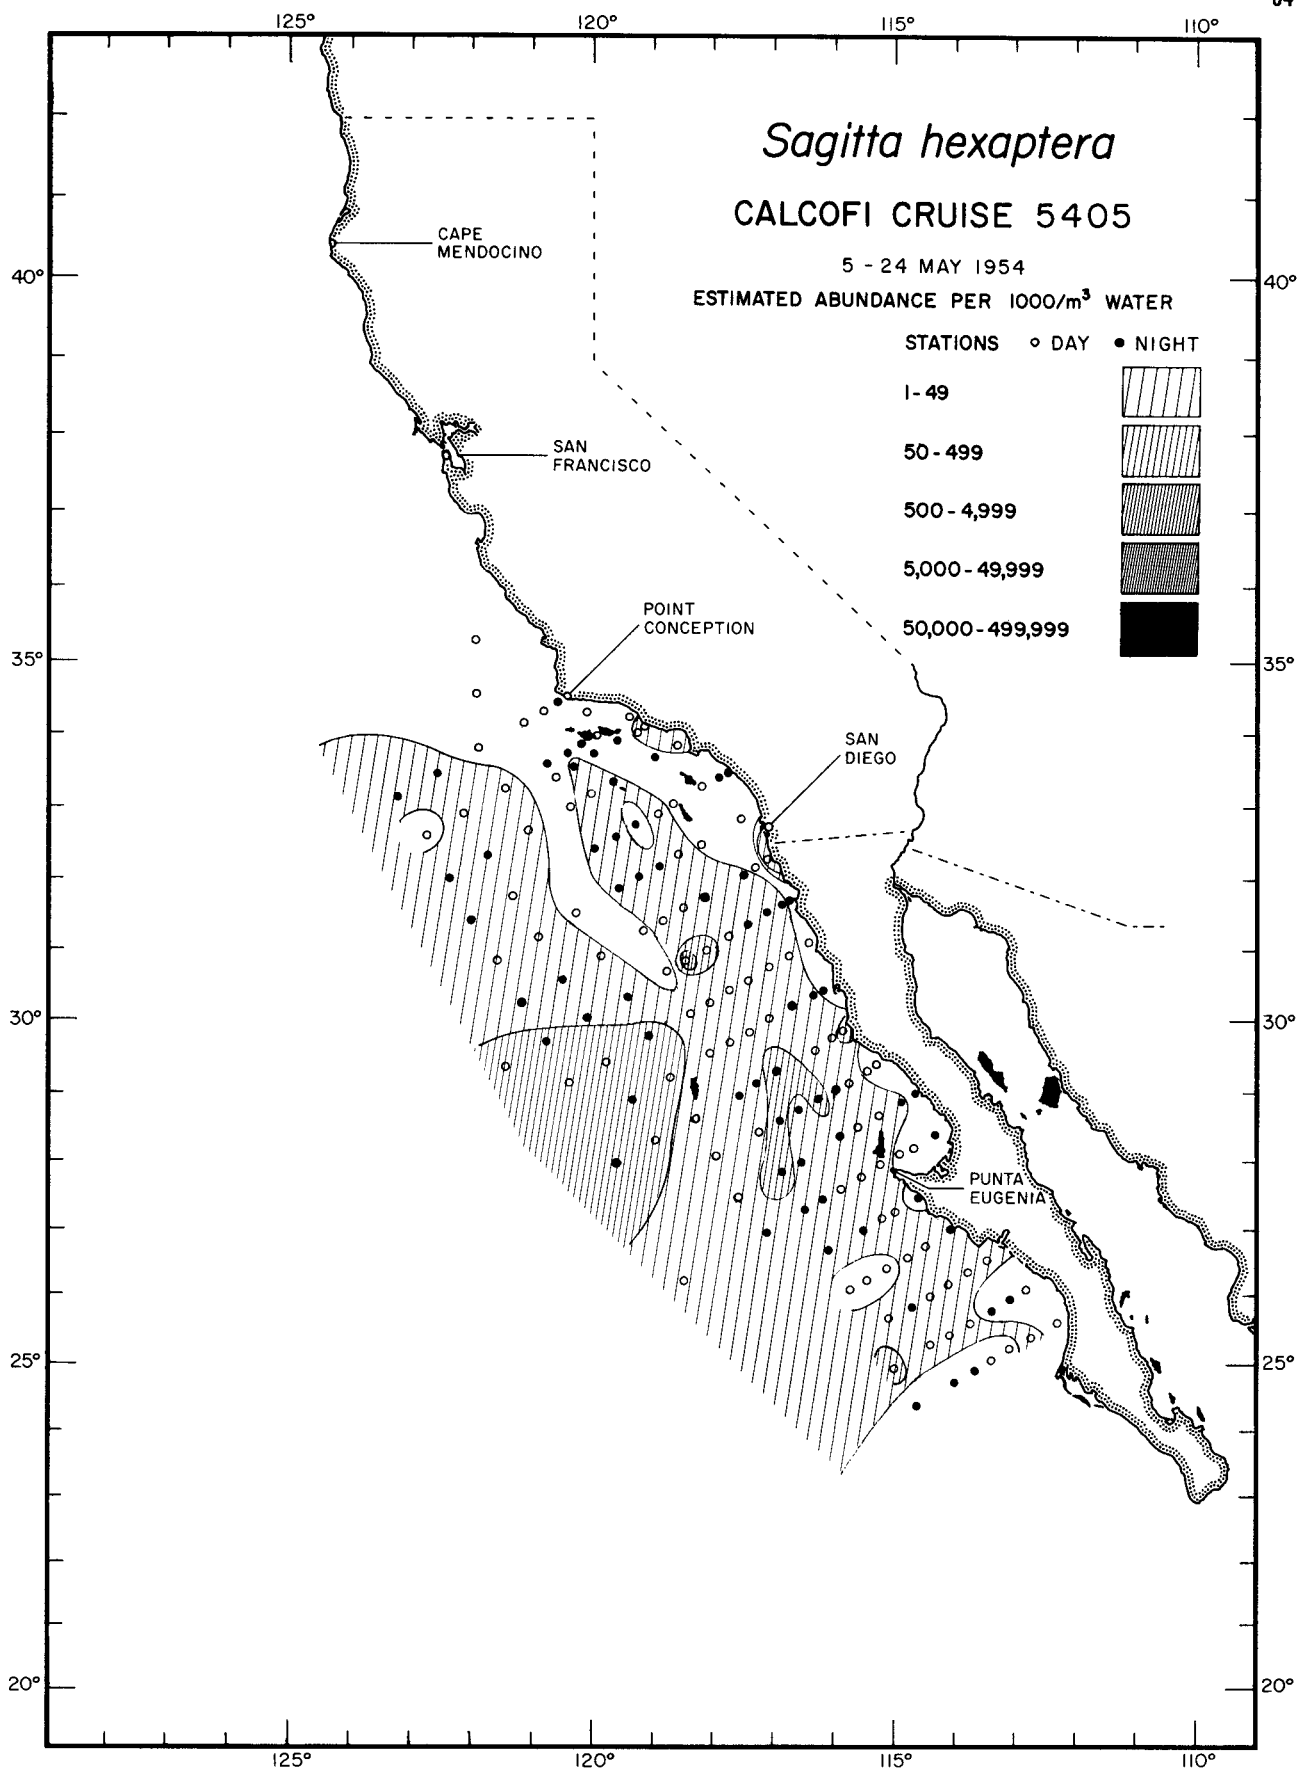 125° 120° 115° 110°
Sagitta hexaptera
CALCOFI CRUISE 5405
5 - 24 MAY 1954
ESTIMATED ABUNDANCE PER 1000/m³ WATER
STATIONS ○ DAY ● NIGHT
1-49
50-499
500-4,999
5,000-49,999
50,000-499,999
CAPE
MENDOCINO
40° 40°
SAN
FRANCISCO
POINT
CONCEPTION
35° 35°
SAN
DIEGO
30° 30°
PUNTA
EUGENIA
25° 25°
20° 20°
125° 120° 115° 110°